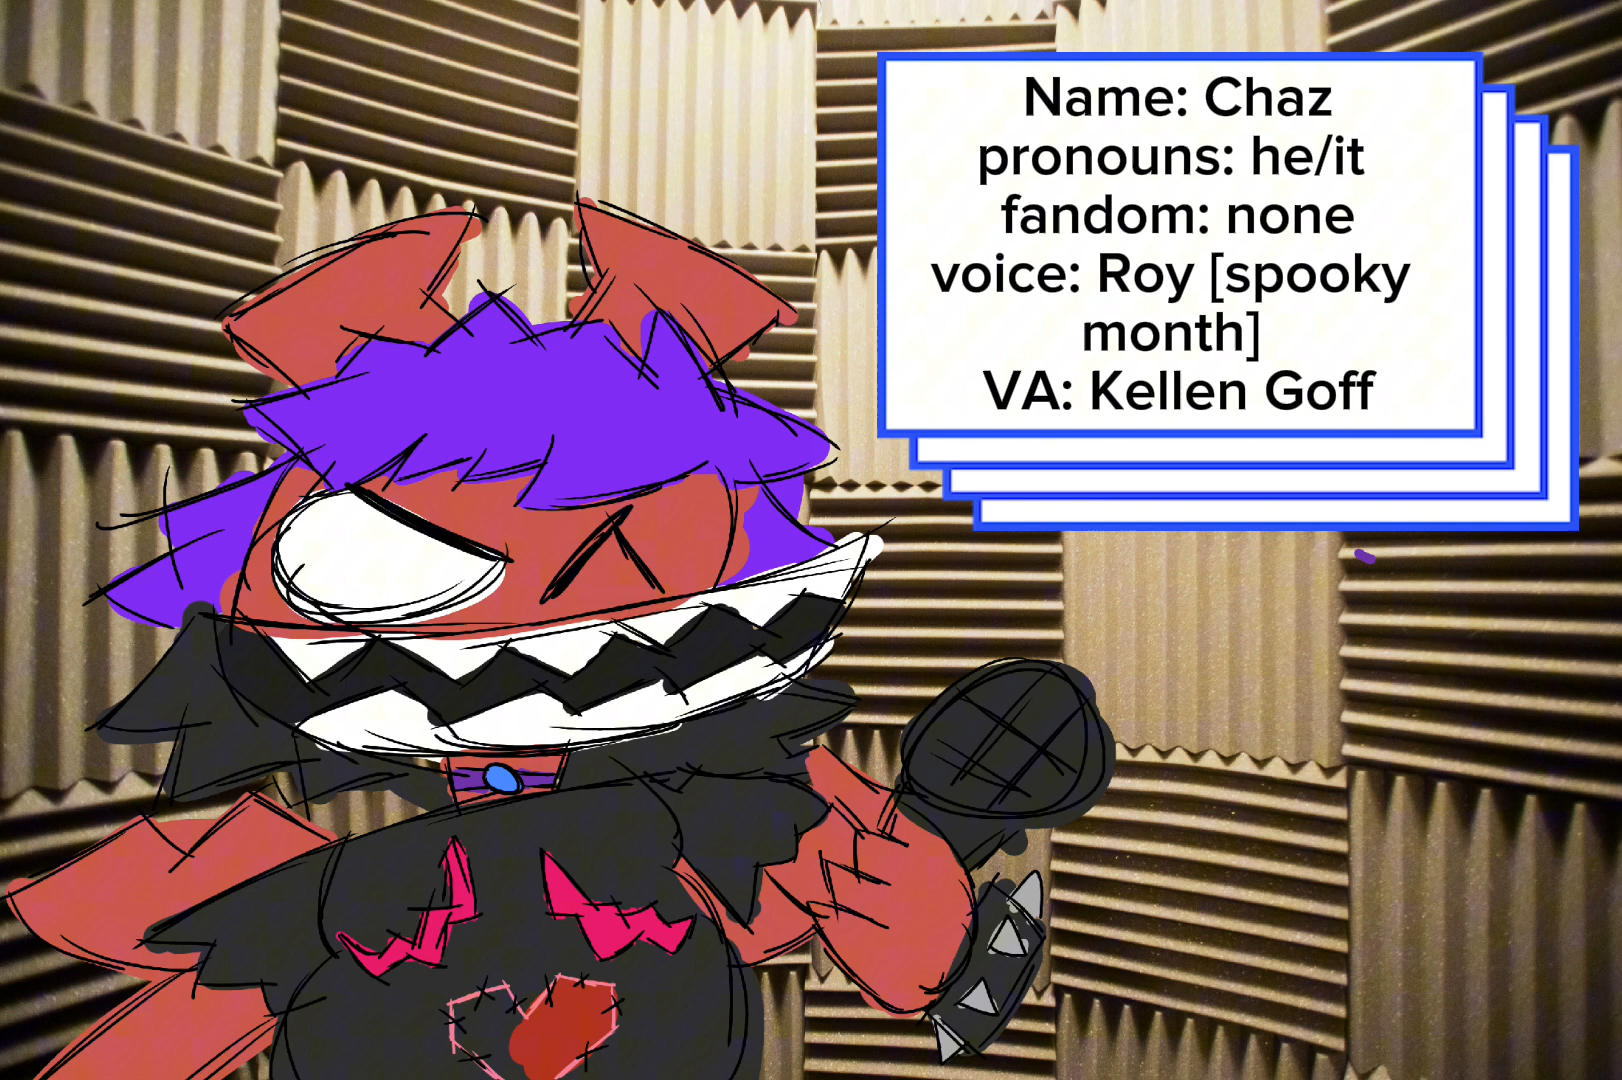 Name: Chaz
pronouns: he/it
fandom: none
voice: Roy [spooky
month]
VA: Kellen Goff